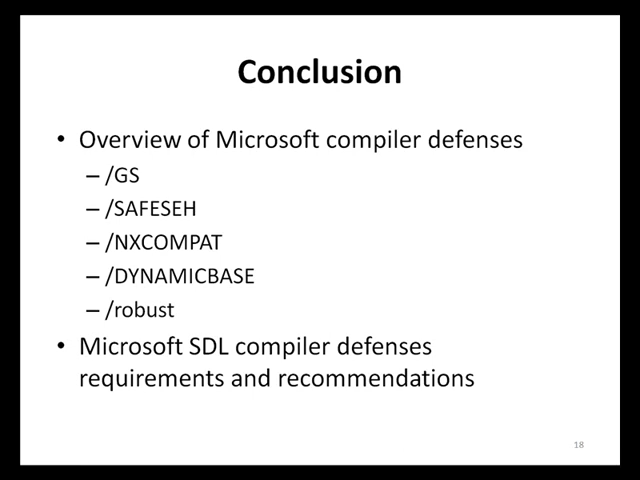 Conclusion
• Overview of Microsoft compiler defenses
– /GS
– /SAFESEH
– /NXCOMPAT
– /DYNAMICBASE
– /robust
• Microsoft SDL compiler defenses
requirements and recommendations
18